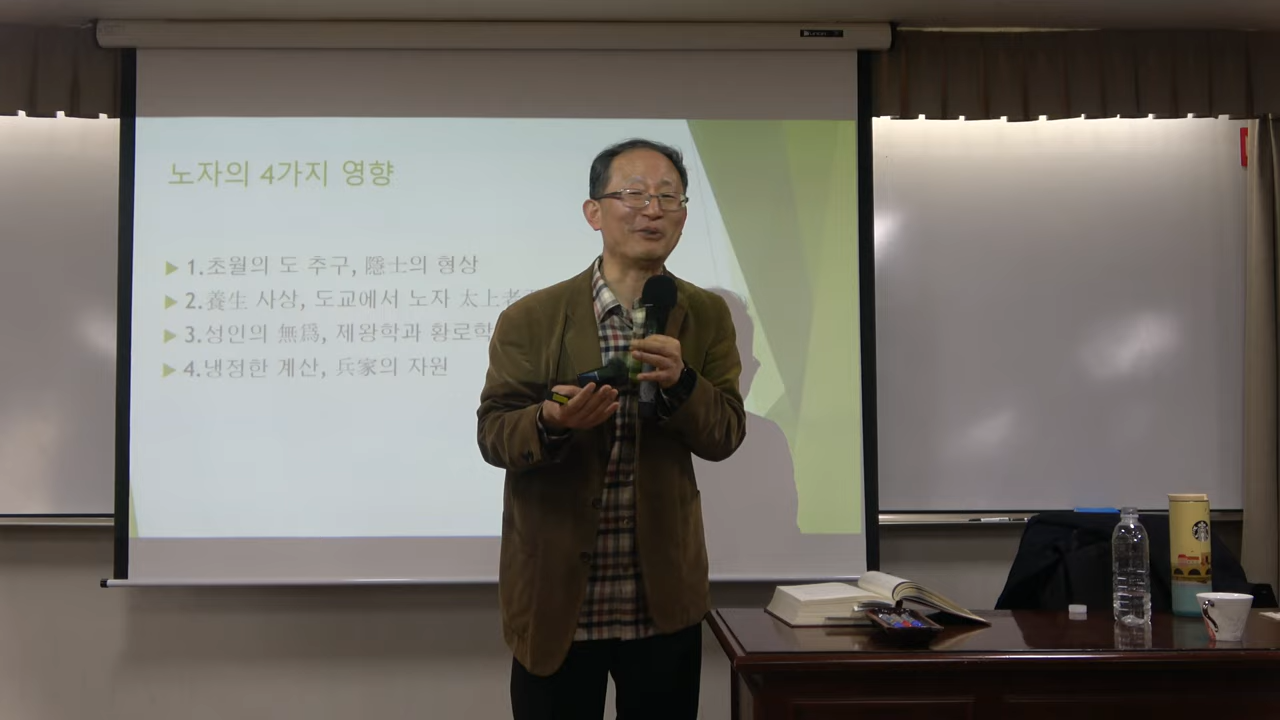 노자의 4가지 영향
▶ 1.초월의 도 추구, 隱士의 형상
▶ 2.養生 사상, 도교에서 노자 太上老
▶ 3.성인의 無爲, 제왕학과 황로학
▶ 4.냉정한 계산, 兵家의 자원